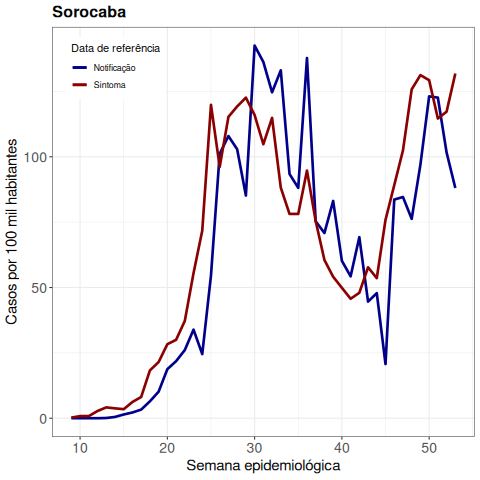 Sorocaba
Data de referência
Notificação
Sintoma
Casos por 100 mil habitantes
100
50
0
10
20
30
40
50
Semana epidemiológica